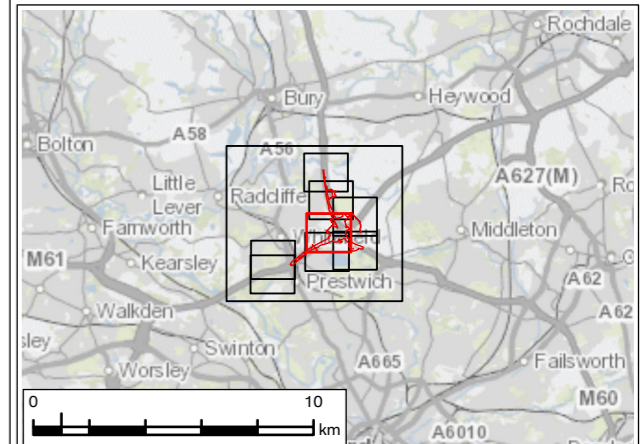 Rochdale
Bury
Heywood
Bolton
A58
A56
A627(M)
Little
Lever
Radcliffe
Farnworth
Middleton
M61
Kearsley
A62
Prestwich
Walkden
A62
Swinton
A665
Failsworth
Worsley
M60
0
10
km
A6010